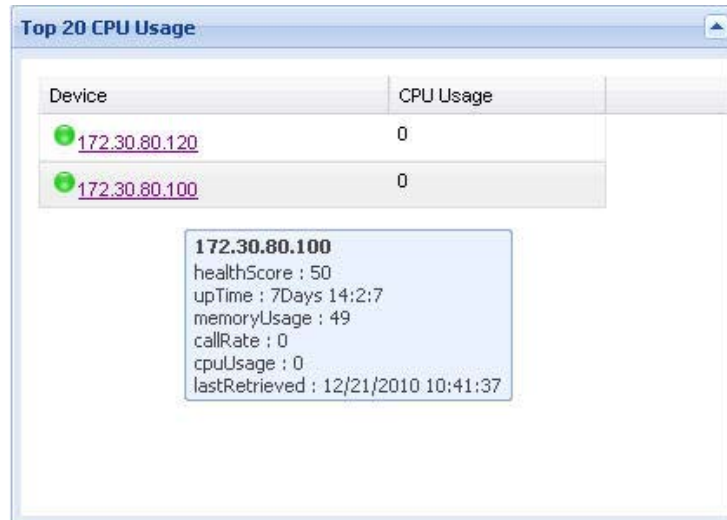 Top 20 CPU Usage
Device CPU Usage
172.30.80.120 0
172.30.80.100 0
172.30.80.100
healthScore : 50
upTime : 7Days 14:2:7
memoryUsage : 49
callRate : 0
cpuUsage : 0
lastRetrieved : 12/21/2010 10:41:37